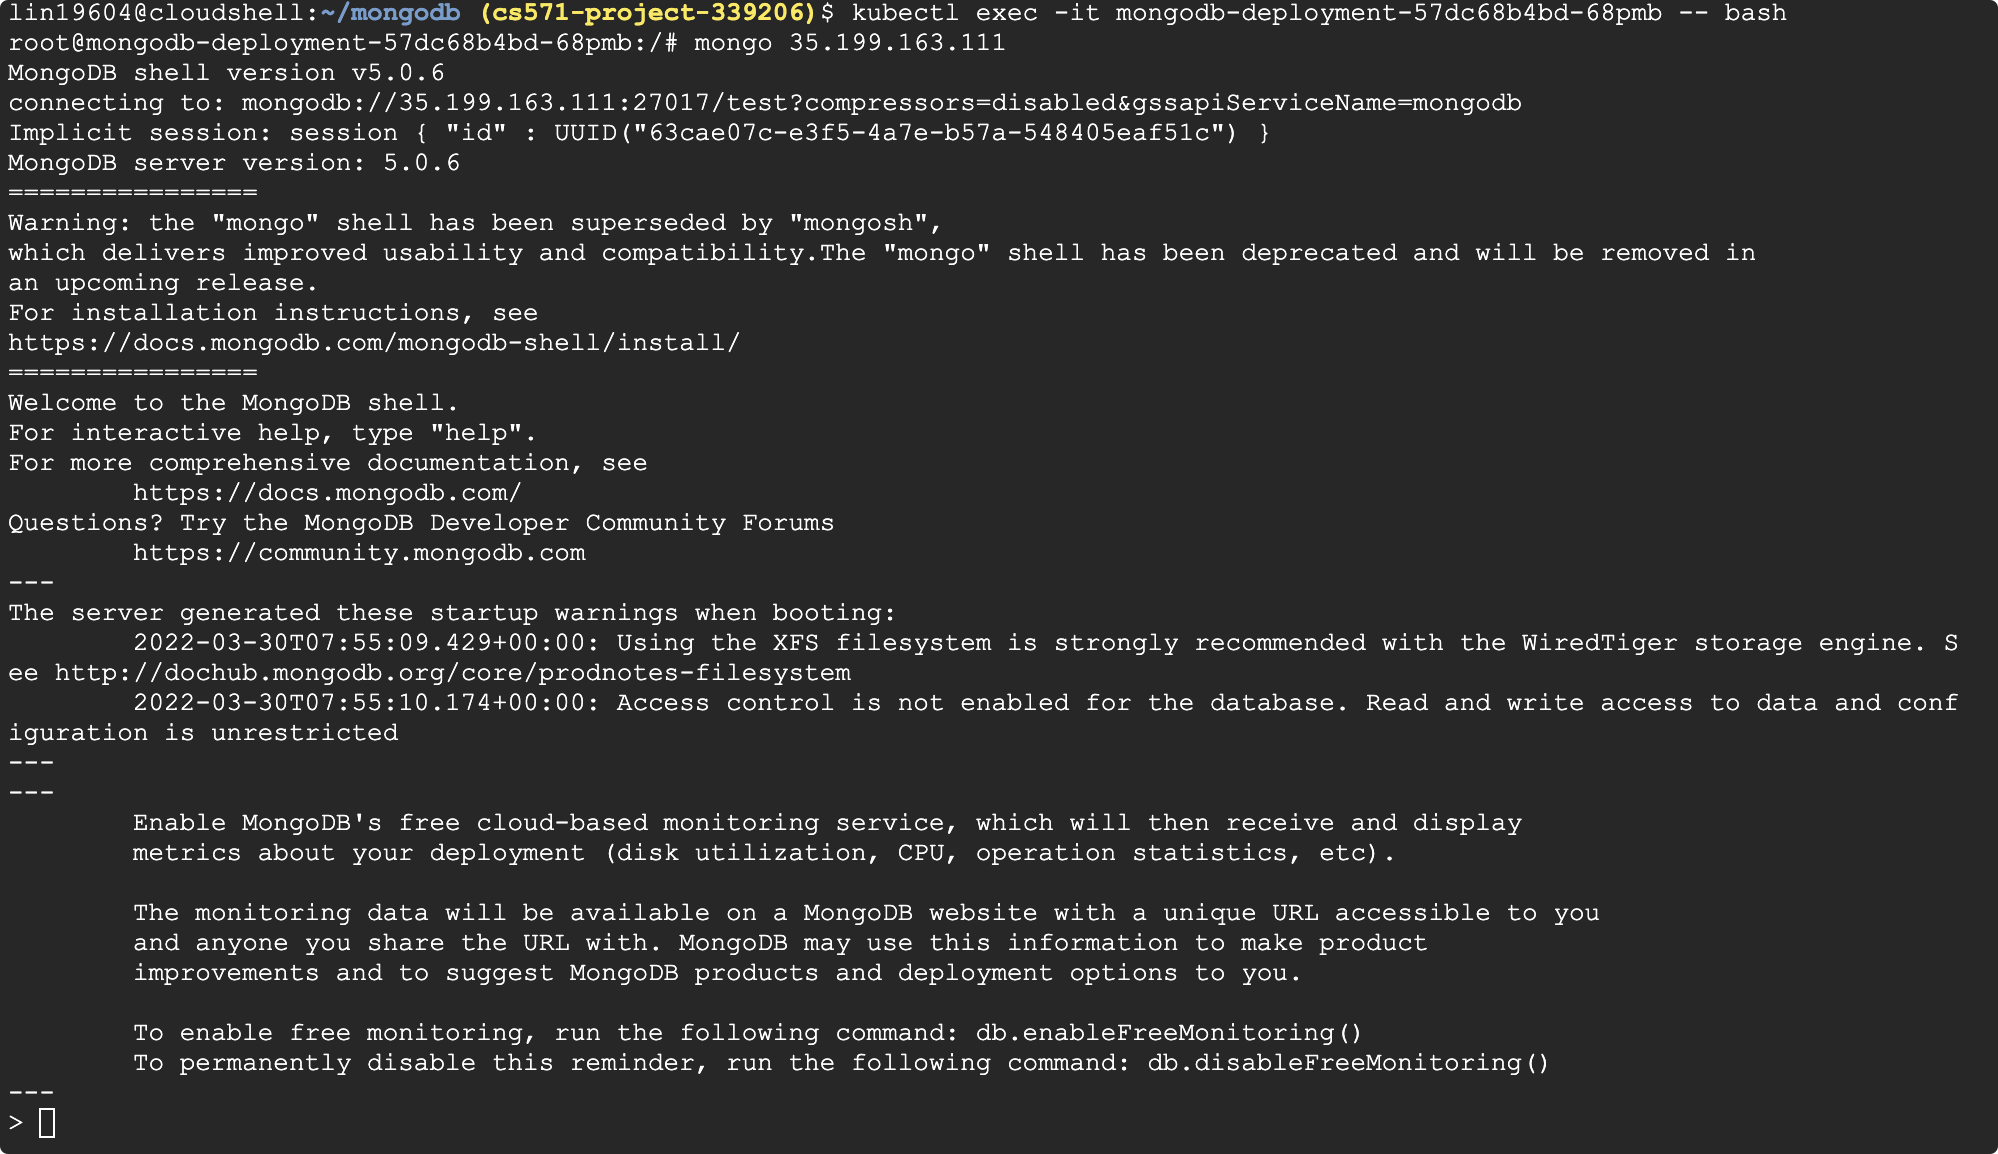 lin19604@cloudshell:~/mongodb (cs571-project-339206)$ kubectl exec -it mongodb-deployment-57dc68b4bd-68pmb -- bash
root@mongodb-deployment-57dc68b4bd-68pmb:/# mongo 35.199.163.111
MongoDB shell version v5.0.6
connecting to: mongodb://35.199.163.111:27017/test?compressors=disabled&gssapiServiceName=mongodb
Implicit session: session { "id" : UUID("63cae07c-e3f5-4a7e-b57a-548405eaf51c") }
MongoDB server version: 5.0.6
================
Warning: the "mongo" shell has been superseded by "mongosh",
which delivers improved usability and compatibility.The "mongo" shell has been deprecated and will be removed in
an upcoming release.
For installation instructions, see
https://docs.mongodb.com/mongodb-shell/install/
================
Welcome to the MongoDB shell.
For interactive help, type "help".
For more comprehensive documentation, see
        https://docs.mongodb.com/
Questions? Try the MongoDB Developer Community Forums
        https://community.mongodb.com
---
The server generated these startup warnings when booting:
        2022-03-30T07:55:09.429+00:00: Using the XFS filesystem is strongly recommended with the WiredTiger storage engine. S
ee http://dochub.mongodb.org/core/prodnotes-filesystem
        2022-03-30T07:55:10.174+00:00: Access control is not enabled for the database. Read and write access to data and conf
iguration is unrestricted
---
---
        Enable MongoDB's free cloud-based monitoring service, which will then receive and display
        metrics about your deployment (disk utilization, CPU, operation statistics, etc).

        The monitoring data will be available on a MongoDB website with a unique URL accessible to you
        and anyone you share the URL with. MongoDB may use this information to make product
        improvements and to suggest MongoDB products and deployment options to you.

        To enable free monitoring, run the following command: db.enableFreeMonitoring()
        To permanently disable this reminder, run the following command: db.disableFreeMonitoring()
---
>